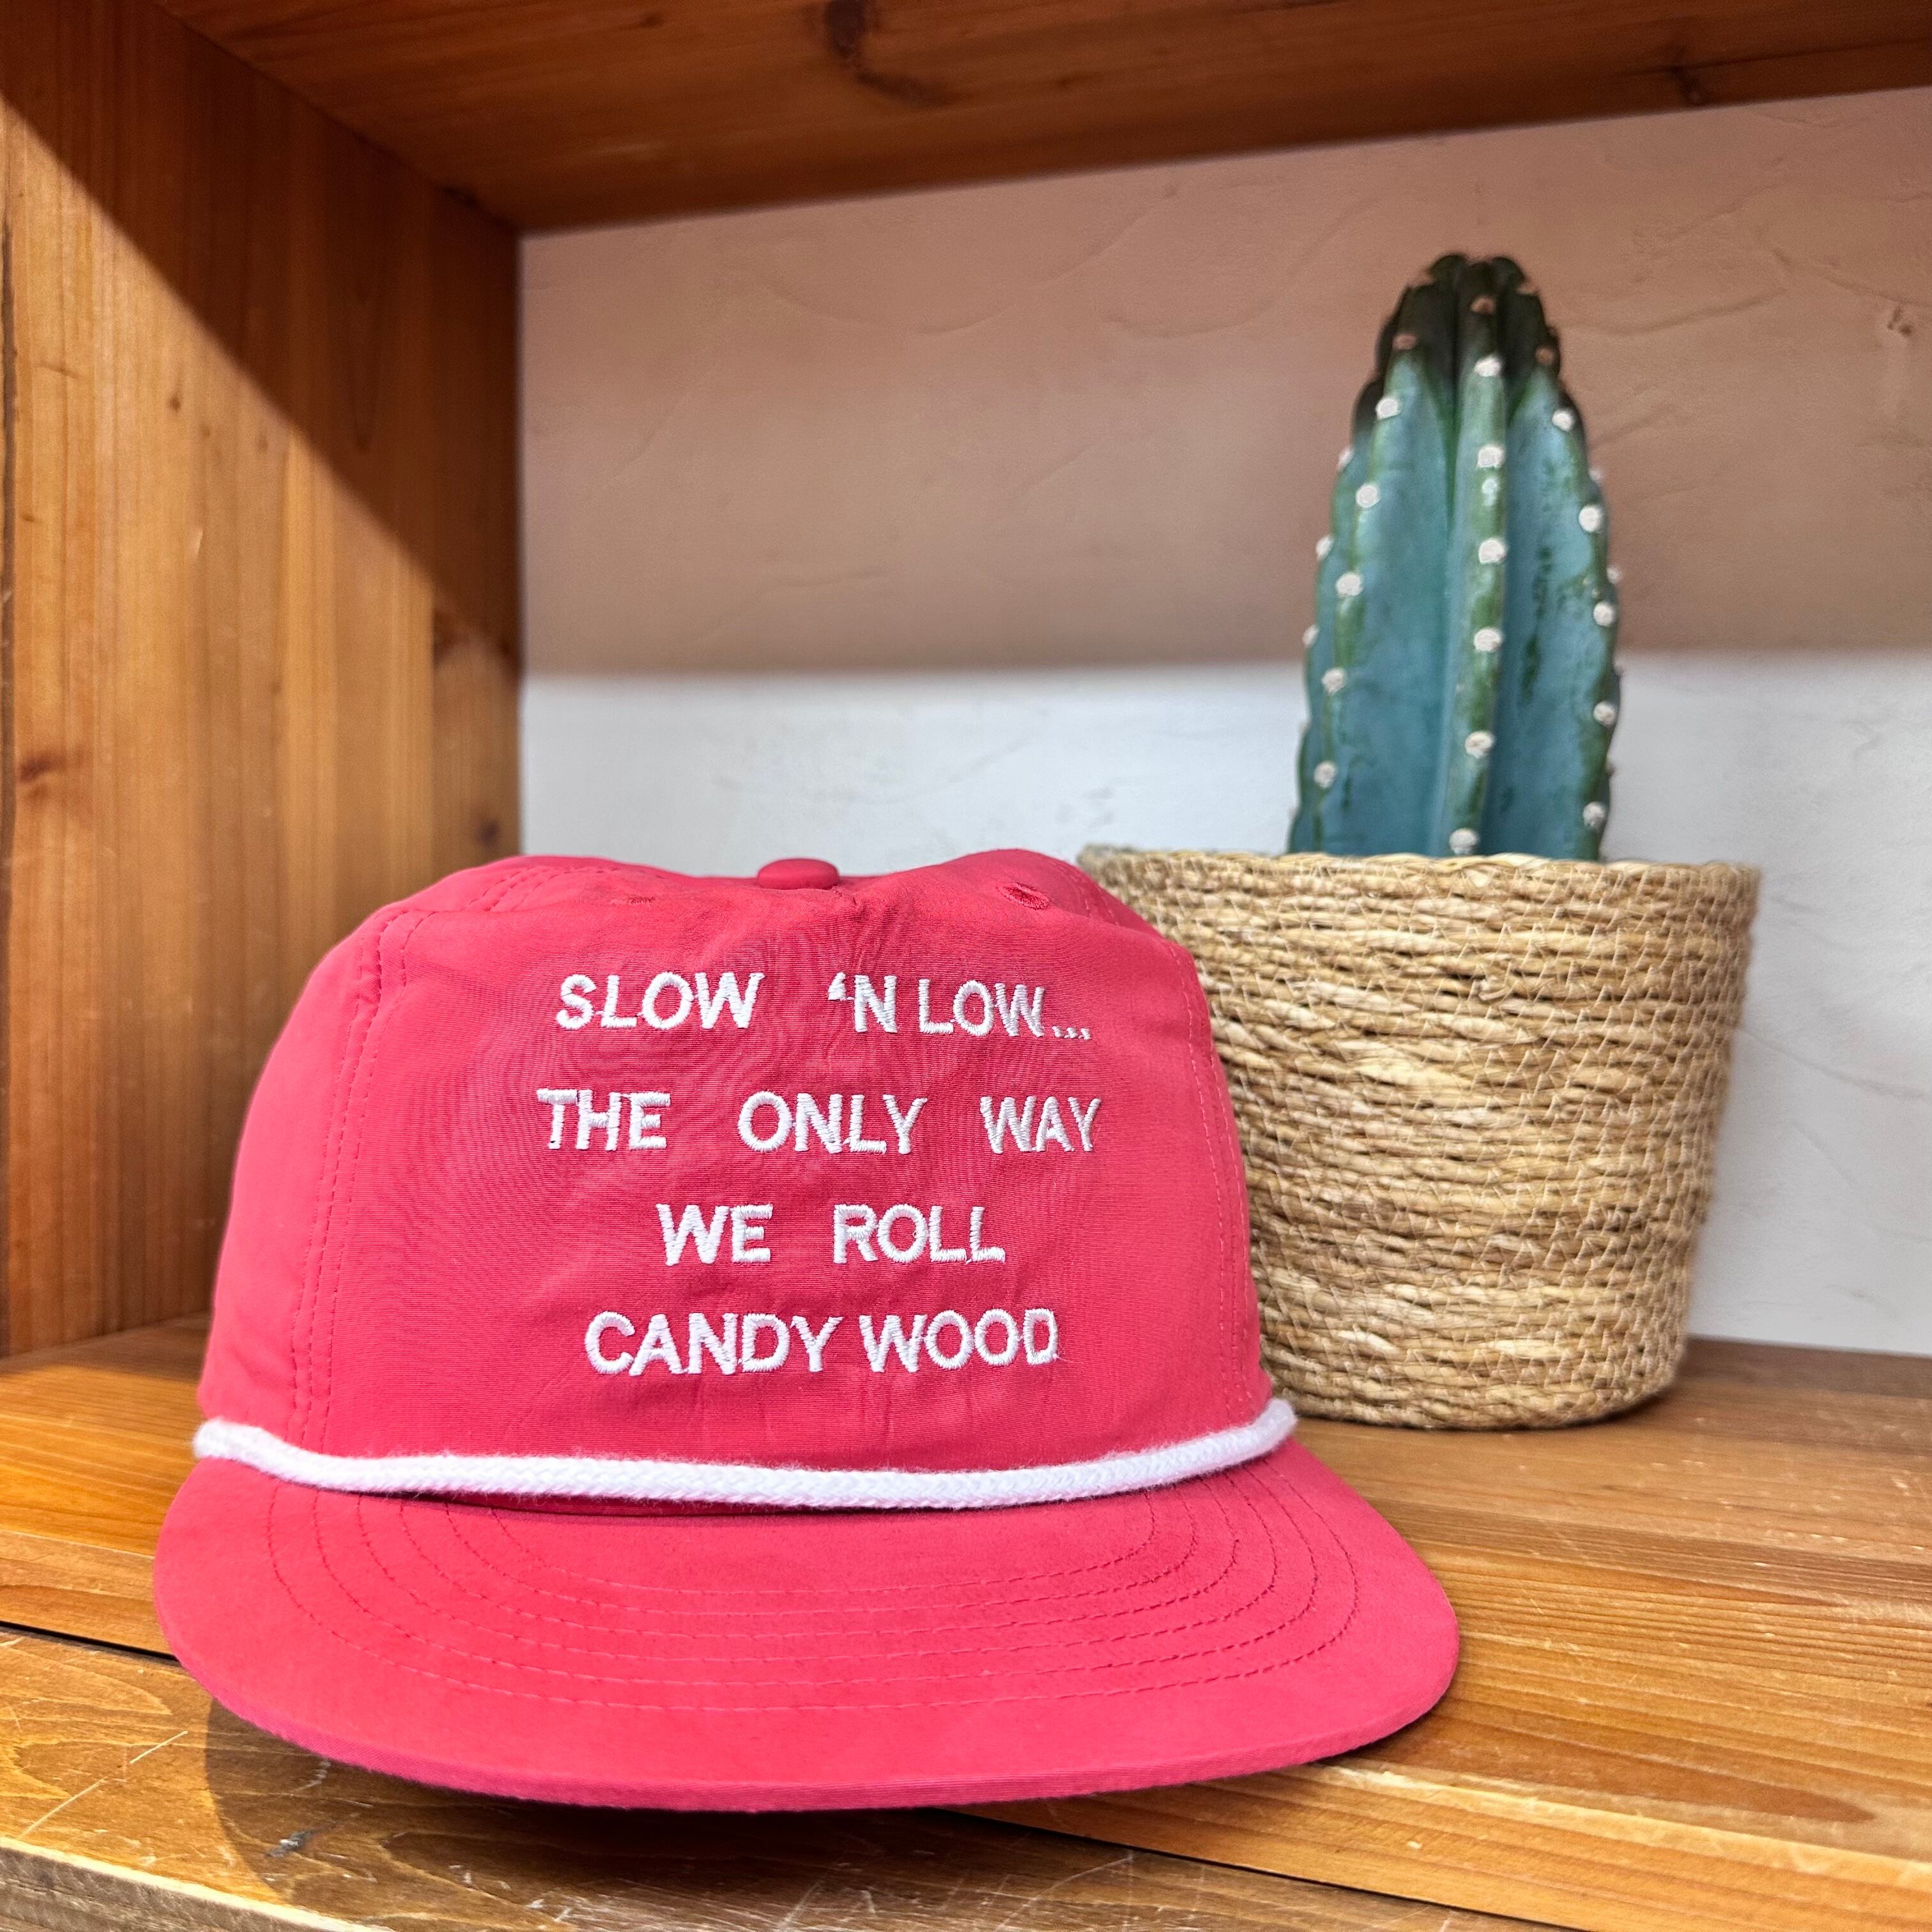 SLOW ‘N LOW...
THE ONLY WAY
WE ROLL
CANDY WOOD